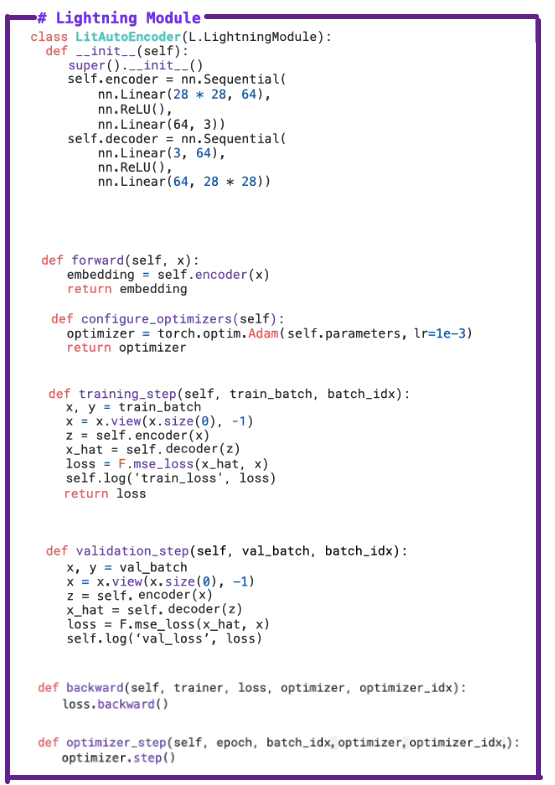 # Lightning Module
class LitAutoEncoder(L.LightningModule):
def __init__(self):
super().__init__()
self.encoder = nn.Sequential(
nn.Linear(28 * 28, 64),
nn.ReLU(),
nn.Linear(64, 3))
self.decoder = nn.Sequential(
nn.Linear(3, 64),
nn.ReLU(),
nn.Linear(64, 28 * 28))
def forward(self, x):
embedding = self.encoder(x)
return embedding
def configure_optimizers(self):
optimizer = torch.optim.Adam(self.parameters, lr=1e-3)
return optimizer
def training_step(self, train_batch, batch_idx):
x, y = train_batch
x = x.view(x.size(0), -1)
z = self.encoder(x)
x_hat = self.decoder(z)
loss = F.mse_loss(x_hat, x)
self.log('train_loss', loss)
return loss
def validation_step(self, val_batch, batch_idx):
x, y = val_batch
x = x.view(x.size(0), -1)
z = self. encoder(x)
x_hat = self. decoder(z)
loss = F.mse_loss(x_hat, x)
self.log('val_loss', loss)
def backward(self, trainer, loss, optimizer, optimizer_idx):
loss.backward()
def optimizer_step(self, epoch, batch_idx, optimizer, optimizer_idx,):
optimizer.step()